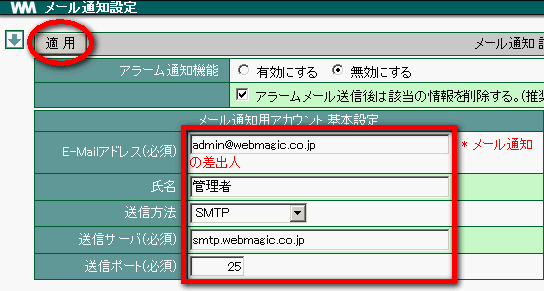 WM メール通知設定
適 用 メール通知 設
アラーム通知機能 有効にする 無効にする
アラームメール送信後は該当の情報を削除する。(推奨
メール通知用アカウント 基本設定
E-Mailアドレス(必須) admin@webmagic.co.jp * メール通知
の差出人
氏名 管理者
送信方法 SMTP
送信サーバ(必須) smtp.webmagic.co.jp
送信ポート(必須) 25